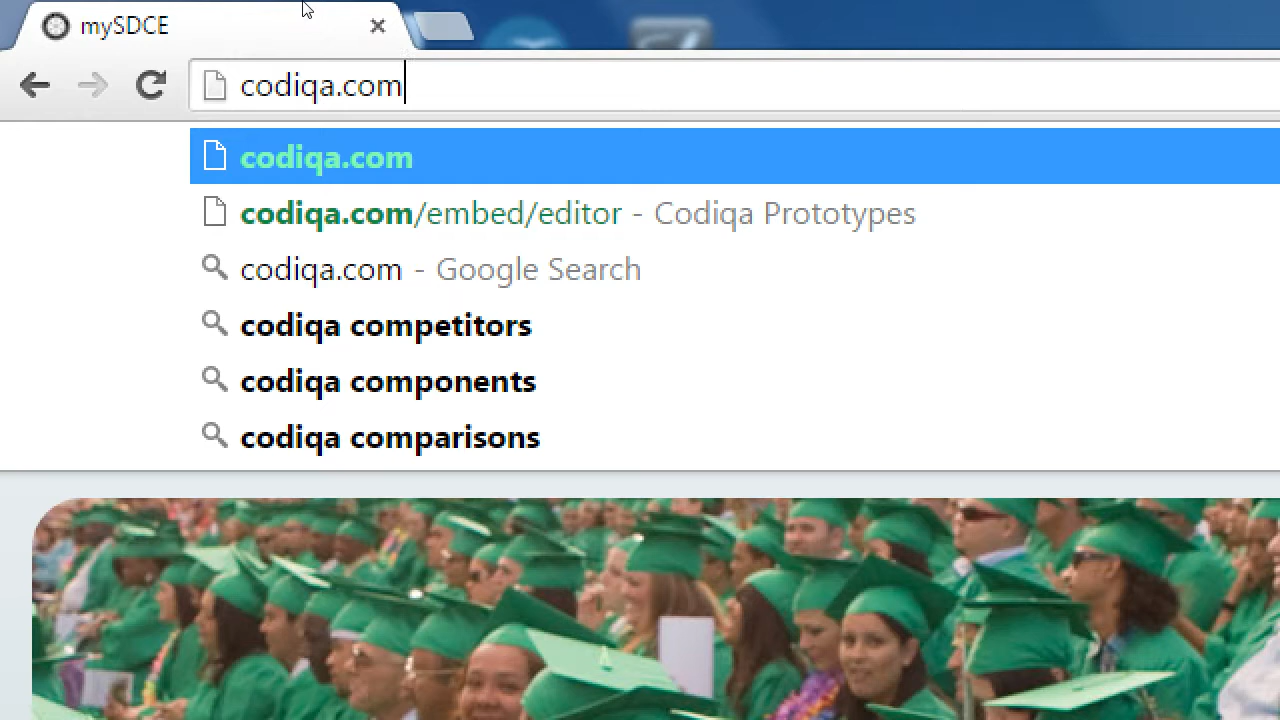 mySDCE
codiqa.com
codiqa.com
codiqa.com/embed/editor - Codiqa Prototypes
codiqa.com - Google Search
codiqa competitors
codiqa components
codiqa comparisons